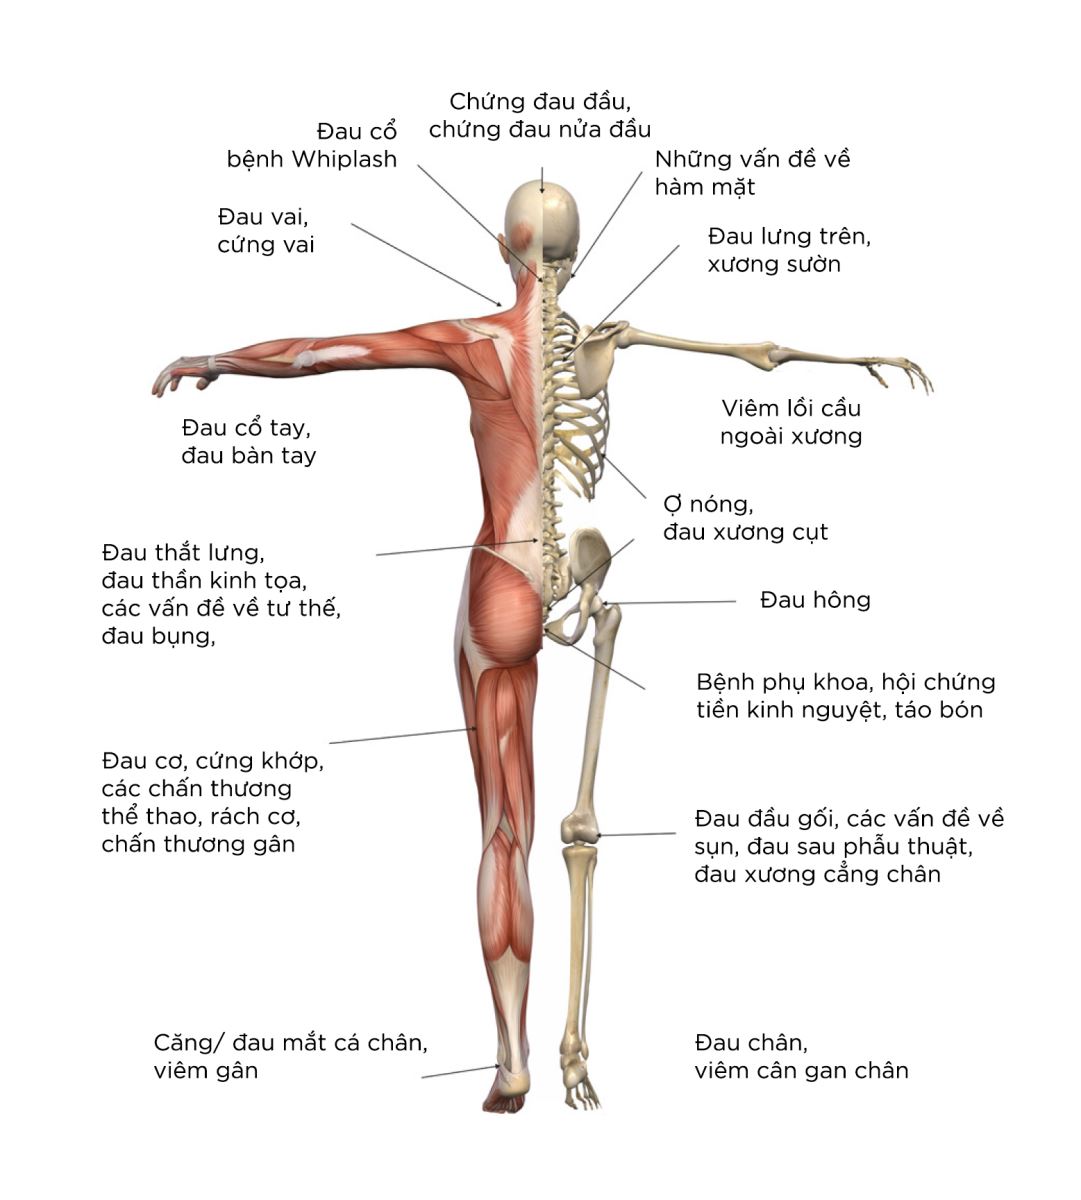 Chứng đau đầu,
chứng đau nửa đầu
Đau cổ
bệnh Whiplash
Những vấn đề về
hàm mặt
Đau vai,
cứng vai
Đau lưng trên,
xương sườn
Viêm lồi cầu
ngoài xương
Đau cổ tay,
đau bàn tay
Ợ nóng,
đau xương cụt
Đau thắt lưng,
đau thần kinh tọa,
các vấn đề về tư thế,
đau bụng,
Đau hông
Bệnh phụ khoa, hội chứng
tiền kinh nguyệt, táo bón
Đau cơ, cứng khớp,
các chấn thương
thể thao, rách cơ,
chấn thương gân
Đau đầu gối, các vấn đề về
sụn, đau sau phẫu thuật,
đau xương cẳng chân
Căng/ đau mắt cá chân,
viêm gân
Đau chân,
viêm cân gan chân